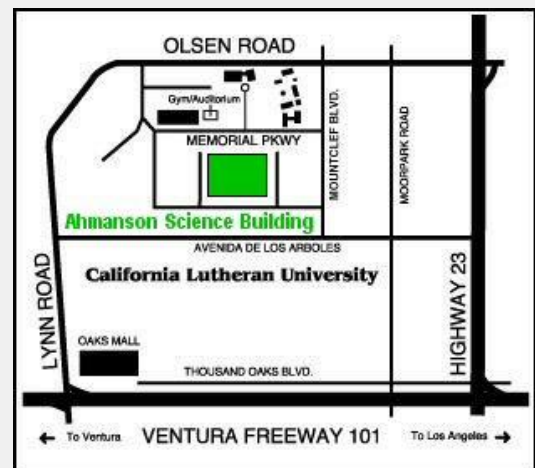 OLSEN ROAD
Gym/Auditorium
MEMORIAL PKWY
MOUNTCLEF BLVD.
MOORPARK ROAD
Ahmanson Science Building
AVENIDA DE LOS ARBOLES
California Lutheran University
LYNN ROAD
HIGHWAY 23
OAKS MALL
THOUSAND OAKS BLVD.
← To Ventura VENTURA FREEWAY 101 To Los Angeles →